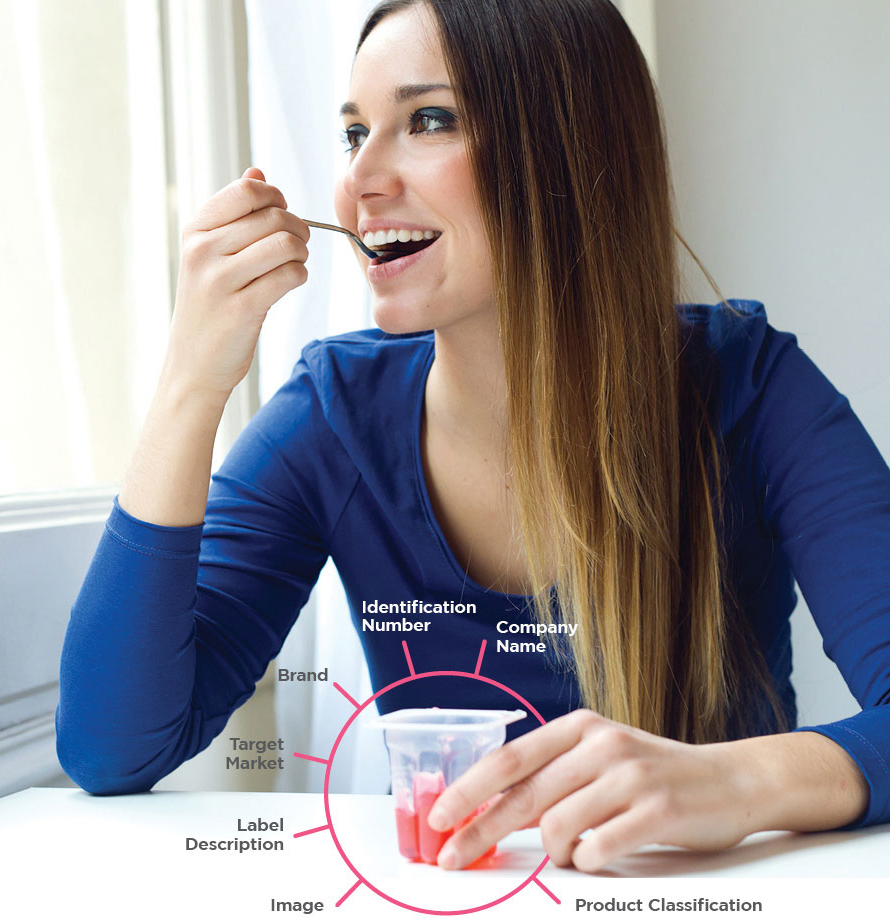 Identification
Number
Company
Name
Brand
Target
Market
Label
Description
Image
Product Classification